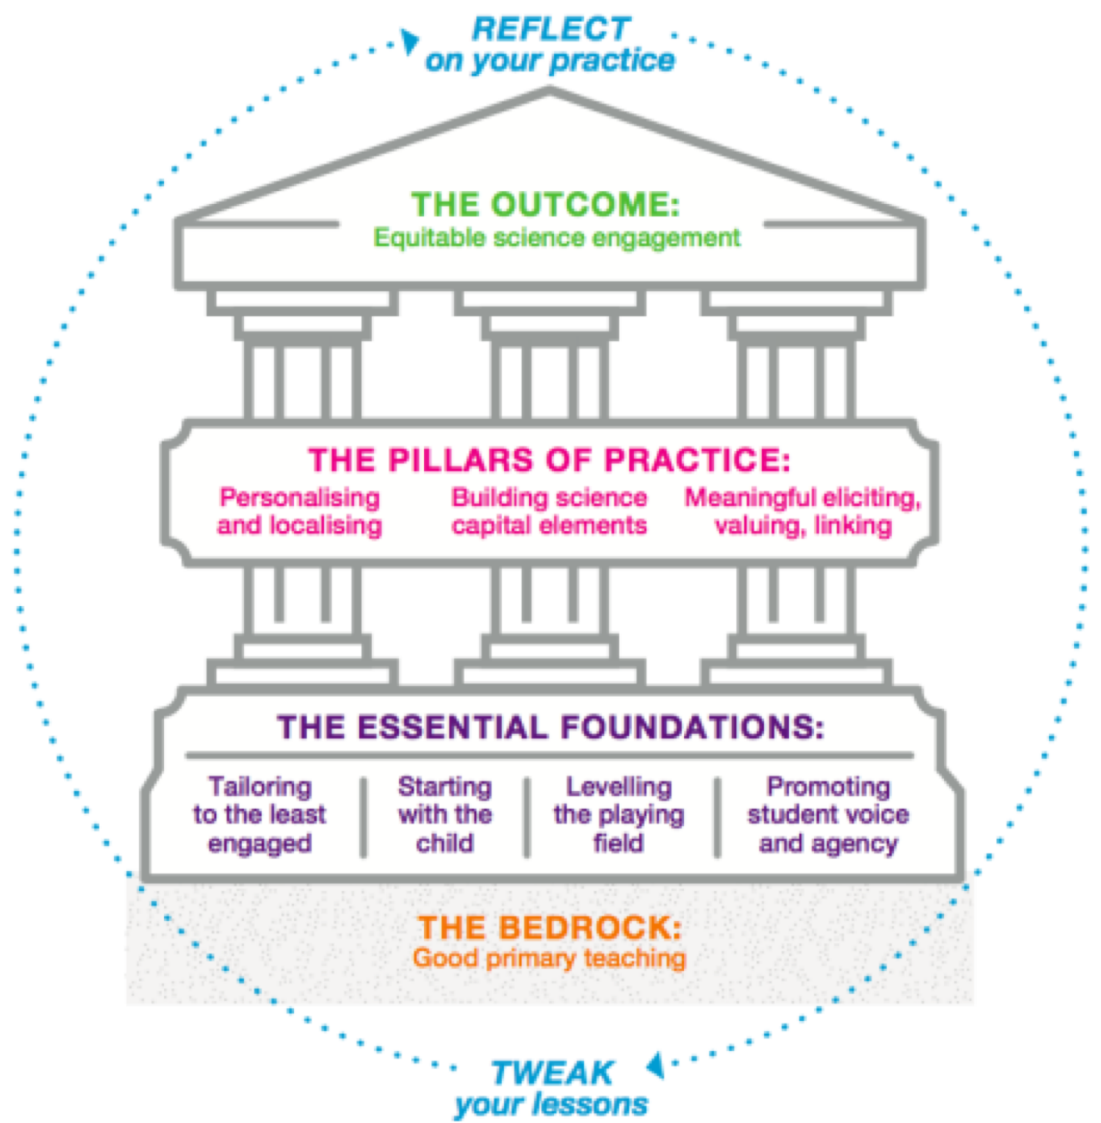 REFLECT
on your practice
THE OUTCOME:
Equitable science engagement
THE PILLARS OF PRACTICE:
Personalising
and localising
Building science
capital elements
Meaningful eliciting,
valuing, linking
THE ESSENTIAL FOUNDATIONS:
Tailoring
to the least
engaged
Starting
with the
child
Levelling
the playing
field
Promoting
student voice
and agency
THE BEDROCK:
Good primary teaching
TWEAK
your lessons